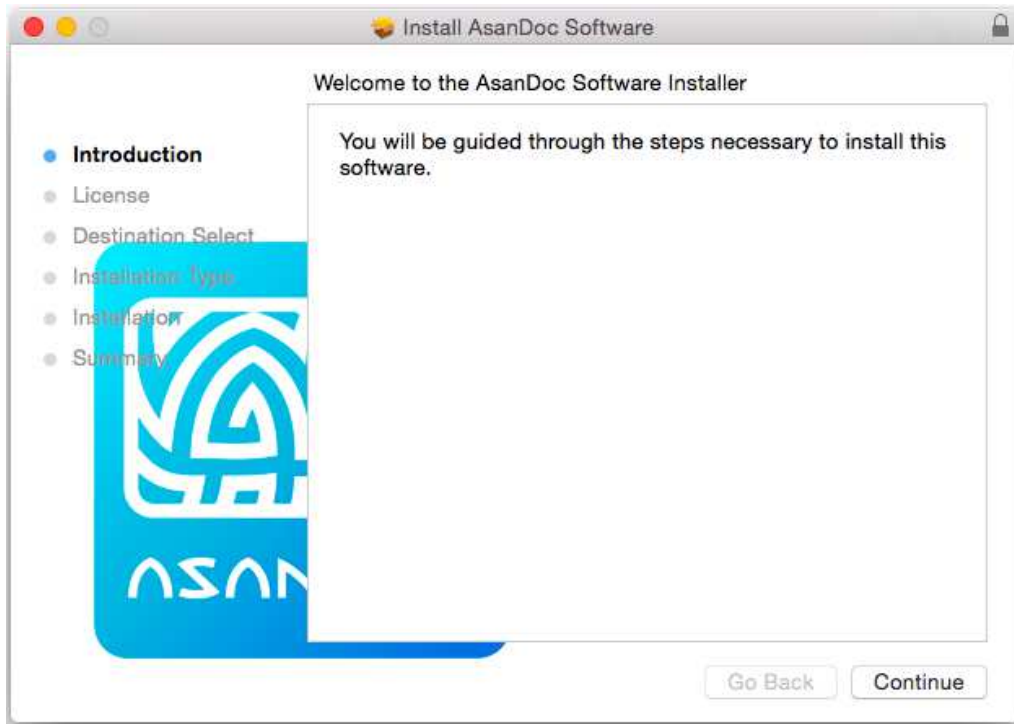 Install AsanDoc Software
Welcome to the AsanDoc Software Installer
Introduction
License
Destination Select
Installation Type
Installation
Summary
You will be guided through the steps necessary to install this
software.
ASAN
Go Back
Continue